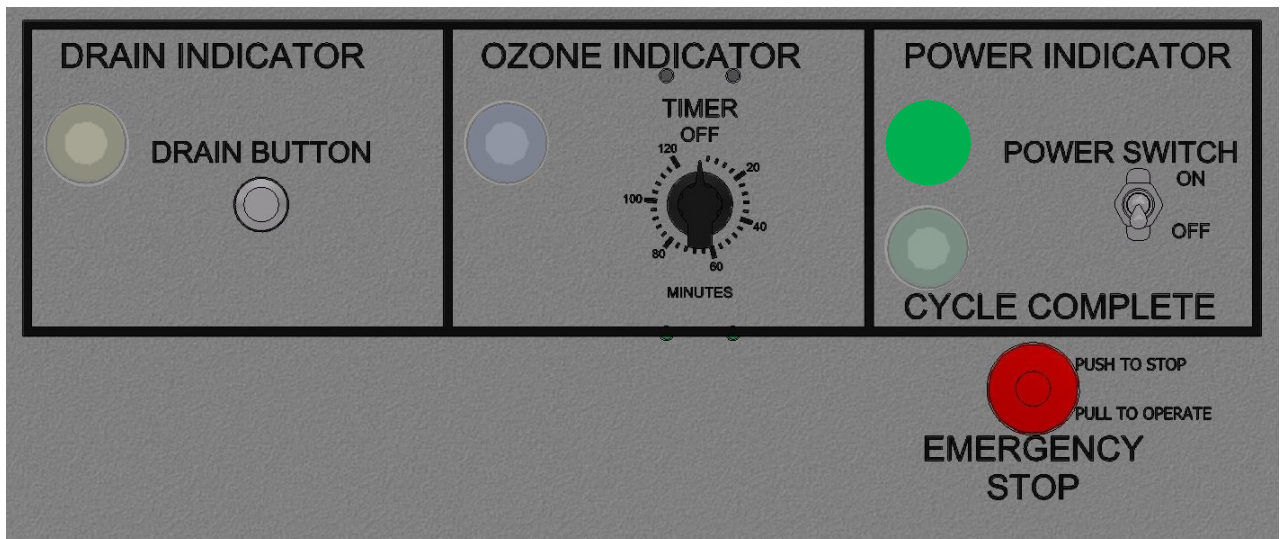 DRAIN INDICATOR
DRAIN BUTTON
OZONE INDICATOR
TIMER
OFF
120
20
100
40
80
60
MINUTES
POWER INDICATOR
POWER SWITCH
ON
OFF
CYCLE COMPLETE
PUSH TO STOP
PULL TO OPERATE
EMERGENCY
STOP